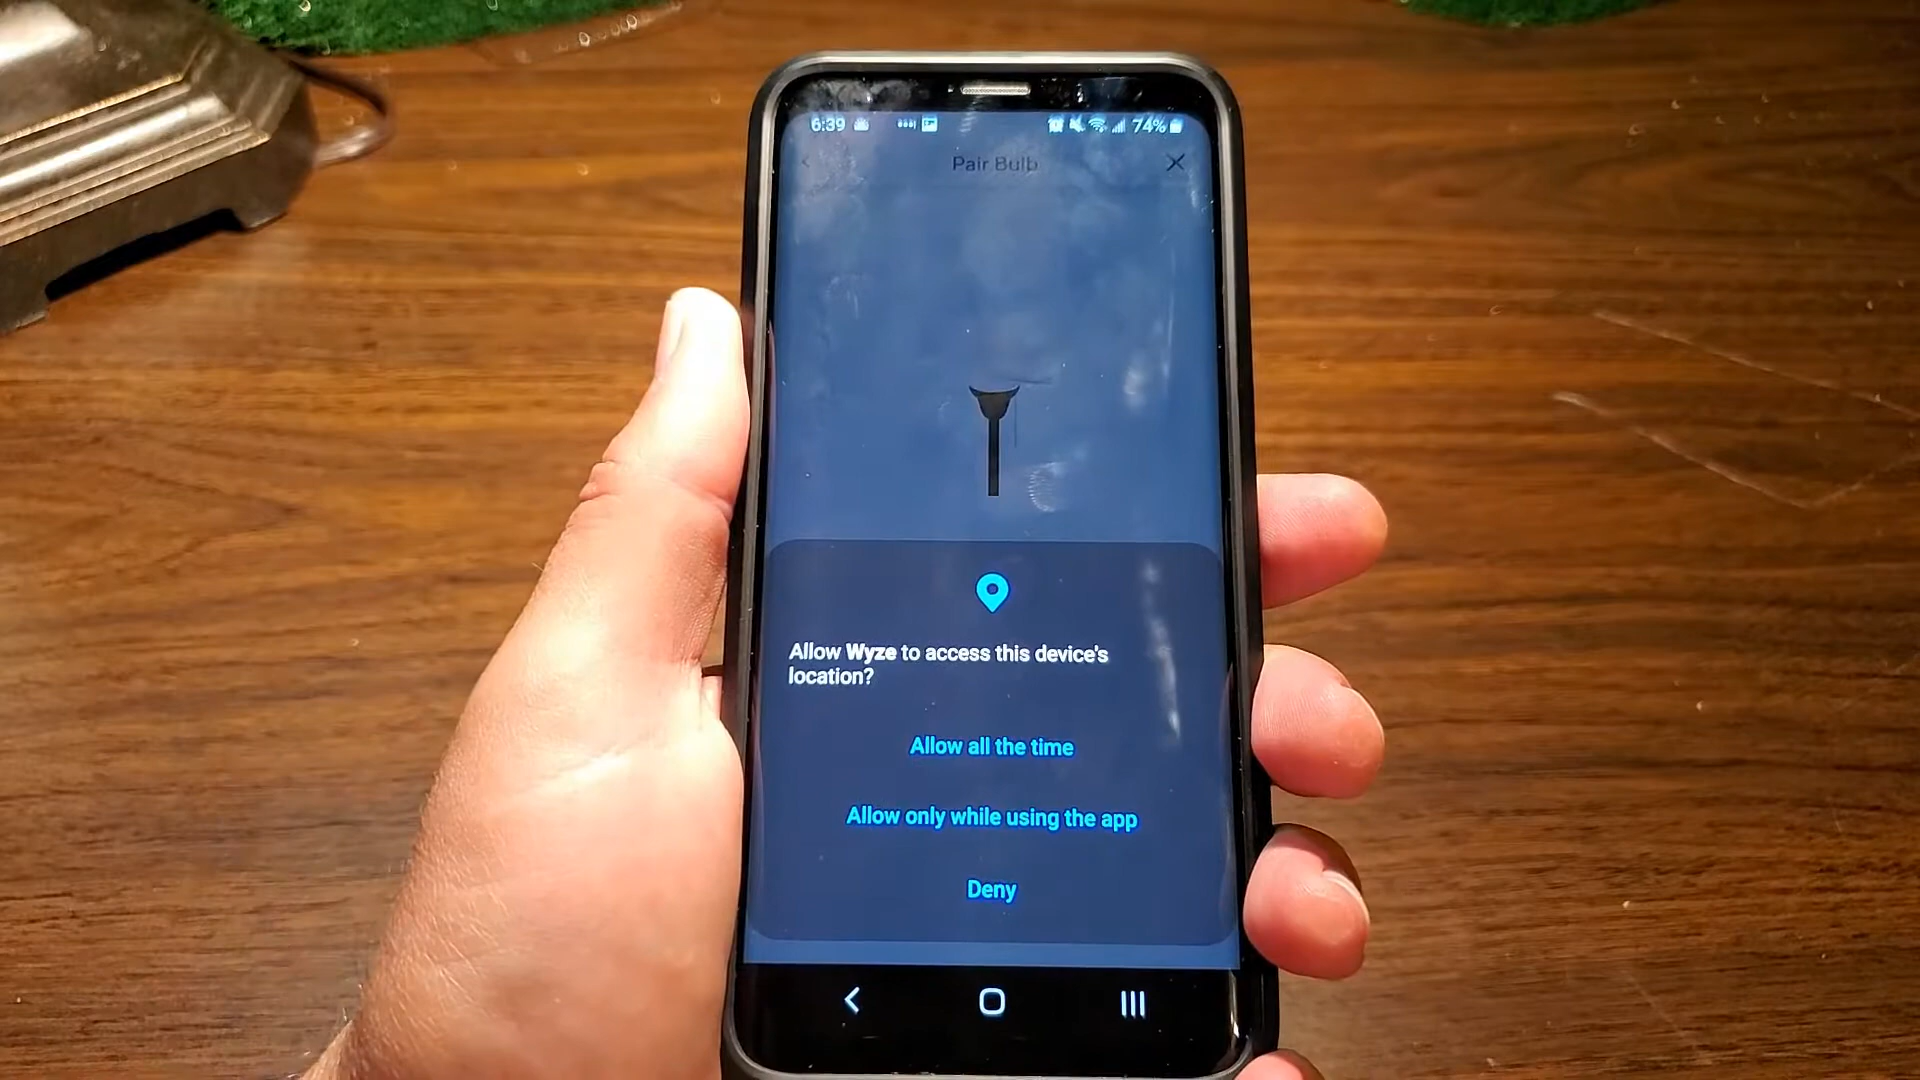 6:39 74%
Pair Bulb
Allow Wyze to access this device's
location?
Allow all the time
Allow only while using the app
Deny